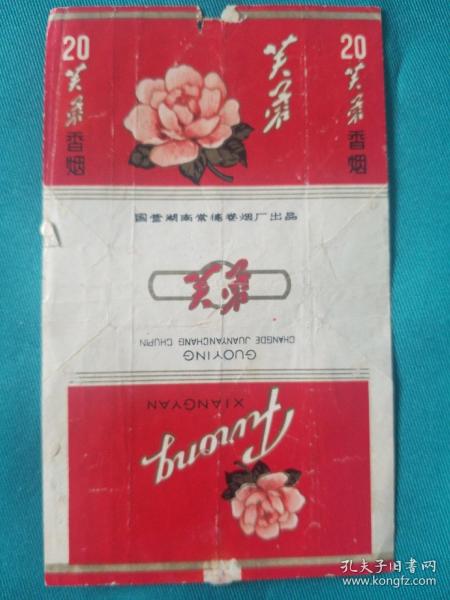 20
芙蓉
香烟
芙蓉
20
芙蓉
香烟
國营湖南常德卷烟厂出品
芙蓉
GUOYING
CHANGDE JUANYANCHANG CHUPIN
Furong
XIANGYAN
孔夫子旧书网
www.kongfz.com